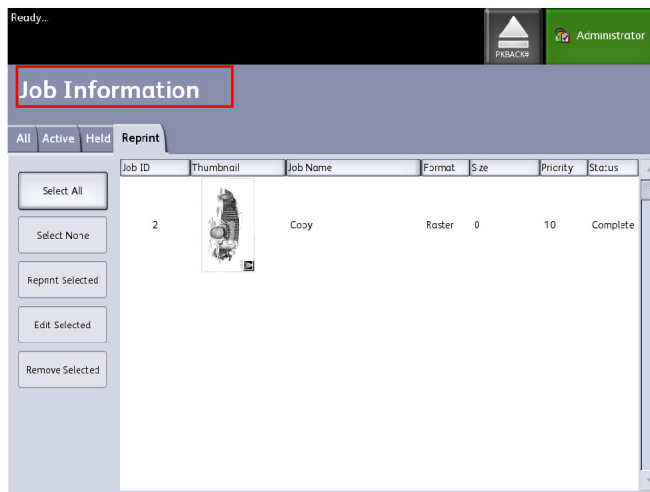 Ready...
PKBACK#
Administrator
Job Information
All Active Held Reprint
Job ID Thumbnail Job Name Format Size Priority Status
Select All
2 Copy Raster 0 10 Complete
Select None
Reprint Selected
Edit Selected
Remove Selected